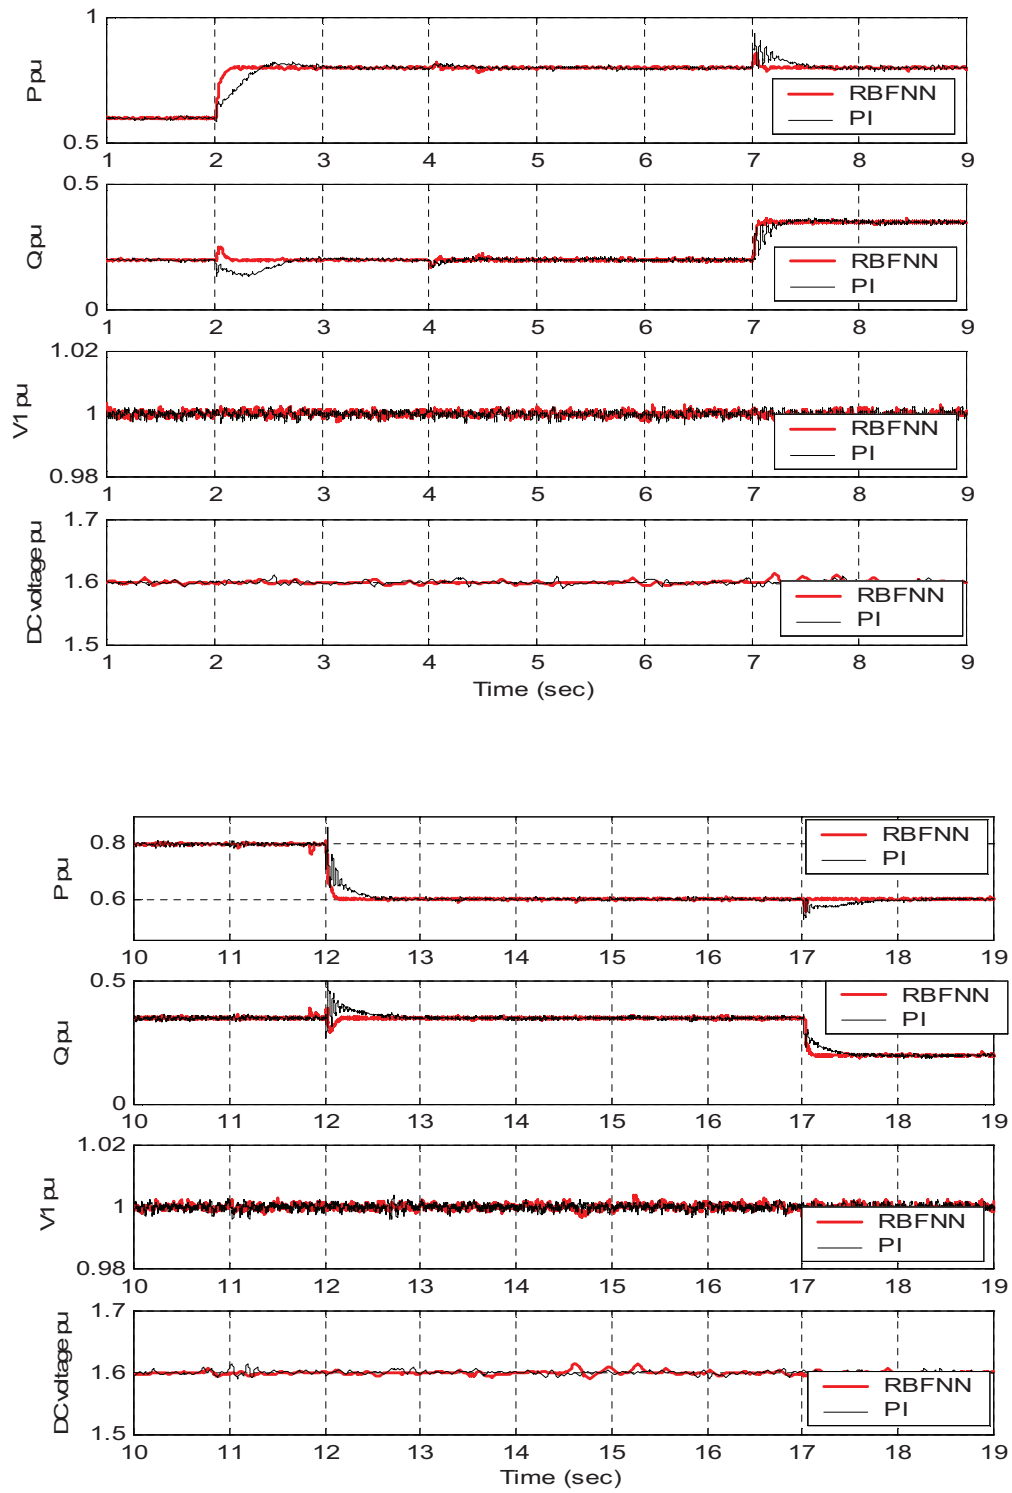 1
P pu
RBFNN
PI
0.5
1 2 3 4 5 6 7 8 9
0.5
Q pu
RBFNN
PI
0
1 2 3 4 5 6 7 8 9
1.02
V1 pu
1
RBFNN
PI
0.98
1 2 3 4 5 6 7 8 9
1.7
DC voltage pu
1.6
RBFNN
PI
1.5
1 2 3 4 5 6 7 8 9
Time (sec)
0.8
RBFNN
PI
P pu
0.6
10 11 12 13 14 15 16 17 18 19
0.5
RBFNN
PI
Q pu
0
10 11 12 13 14 15 16 17 18 19
1.02
V1 pu
1
RBFNN
PI
0.98
10 11 12 13 14 15 16 17 18 19
1.7
DC voltage pu
1.6
RBFNN
PI
1.5
10 11 12 13 14 15 16 17 18 19
Time (sec)